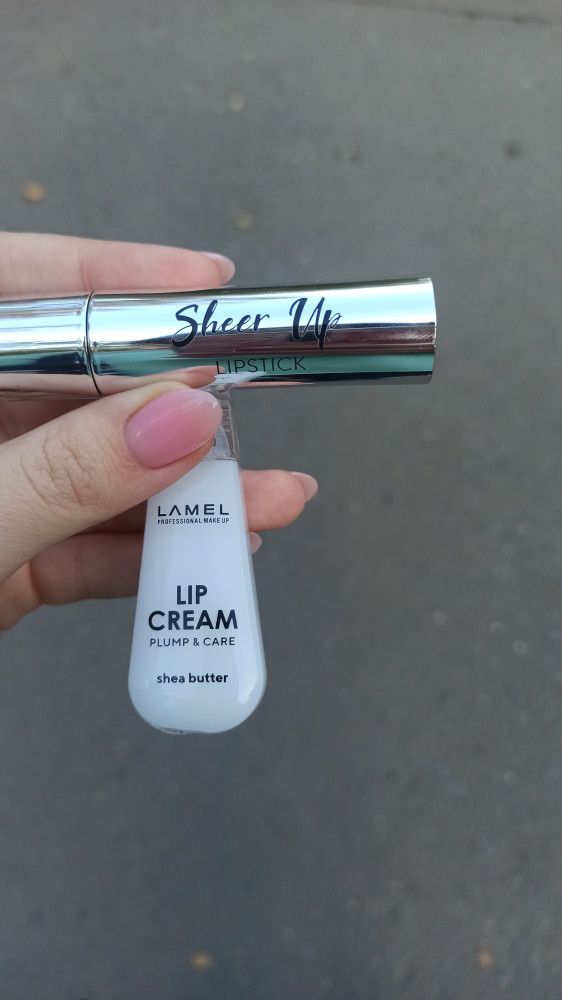 Sheer Up
LIPSTICK
LAMEL
PROFESSIONAL MAKE UP
LIP
CREAM
PLUMP & CARE
shea butter